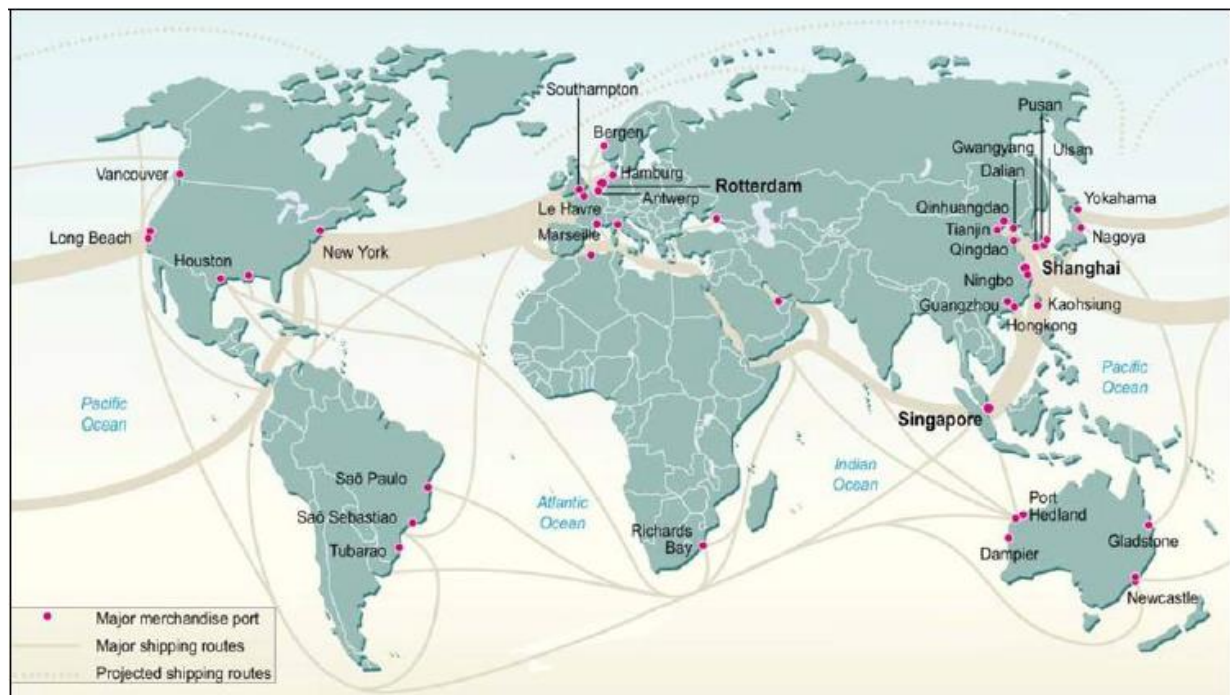 Southampton
Bergen
Pusan
Gwangyang
Ulsan
Dalian
Vancouver
Hamburg
Rotterdam
Antwerp
Le Havre
Qinhuangdao
Yokahama
Long Beach
Marseille
Tianjin
Nagoya
New York
Qingdao
Houston
Shanghai
Ningbo
Guangzhou
Kaohsiung
Hongkong
Pacific
Ocean
Pacific
Ocean
Singapore
Indian
Ocean
Saõ Paulo
Atlantic
Ocean
Saõ Sebastiao
Richards
Bay
Port
Hedland
Tubarao
Dampier
Gladstone
Newcastle
Major merchandise port
Major shipping routes
Projected shipping routes